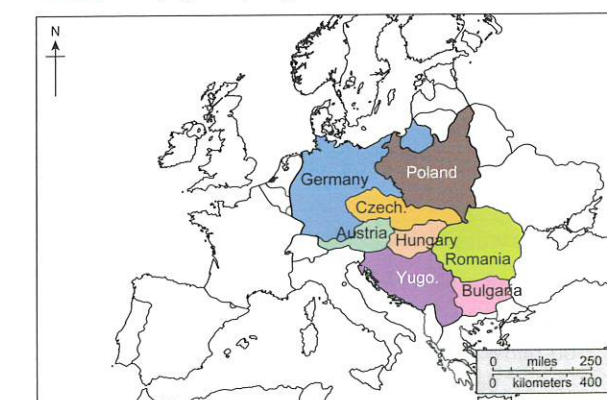 N
Germany
Poland
Czech.
Austria
Hungary
Romania
Yugo.
Bulgaria
0 miles 250
0 kilometers 400